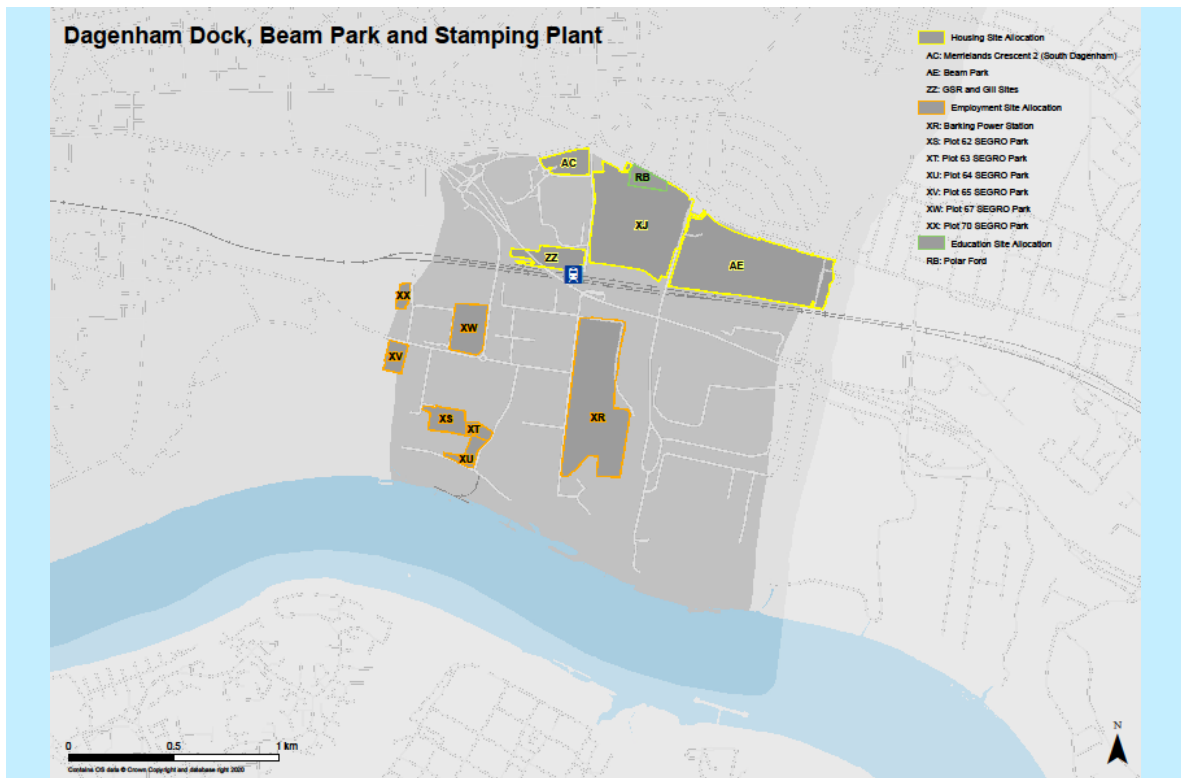 Dagenham Dock, Beam Park and Stamping Plant
Housing Site Allocation
AC: Merrielands Crescent 2 (South Dagenham)
AE: Beam Park
ZZ: GSR and Gill Sites
Employment Site Allocation
XR: Barking Power Station
XS: Plot 62 SEGRO Park
XT: Plot 63 SEGRO Park
XU: Plot 64 SEGRO Park
XV: Plot 65 SEGRO Park
XW: Plot 67 SEGRO Park
XX: Plot 70 SEGRO Park
Education Site Allocation
RB: Polar Ford
AC
RB
XJ
ZZ
AE
XX
XW
XV
XS
XT
XR
XU
N
0 0.5 1 km
Contains OS data © Crown Copyright and database right 2020